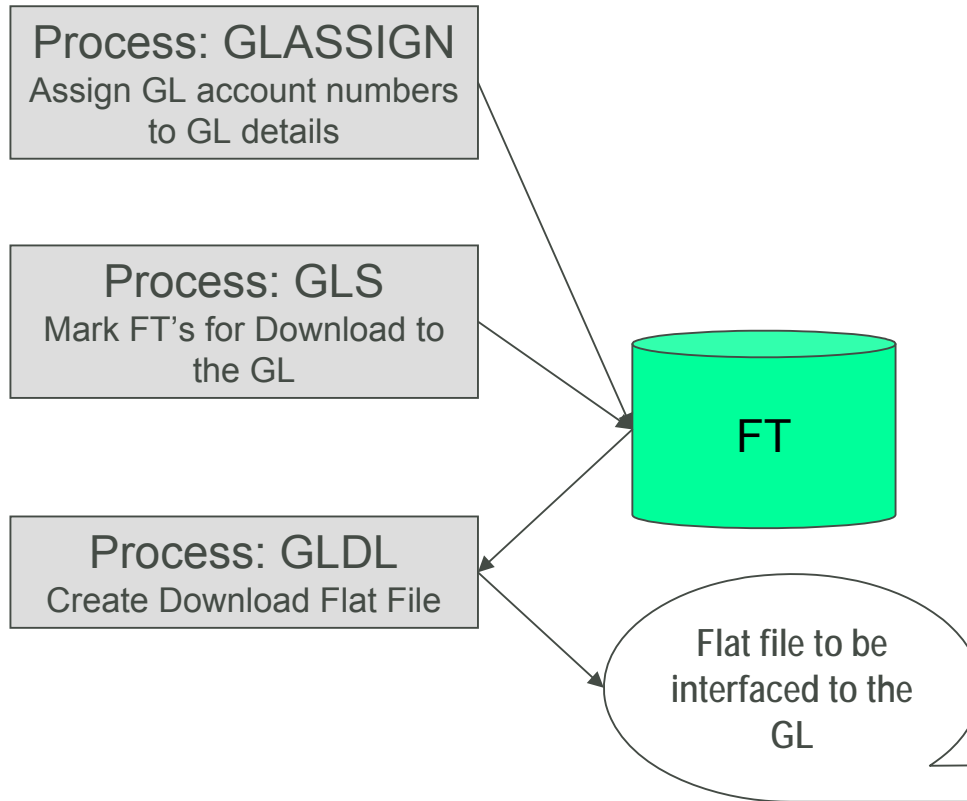 Process: GLASSIGN
Assign GL account numbers
to GL details
Process: GLS
Mark FT’s for Download to
the GL
FT
Process: GLDL
Create Download Flat File
Flat file to be
interfaced to the
GL